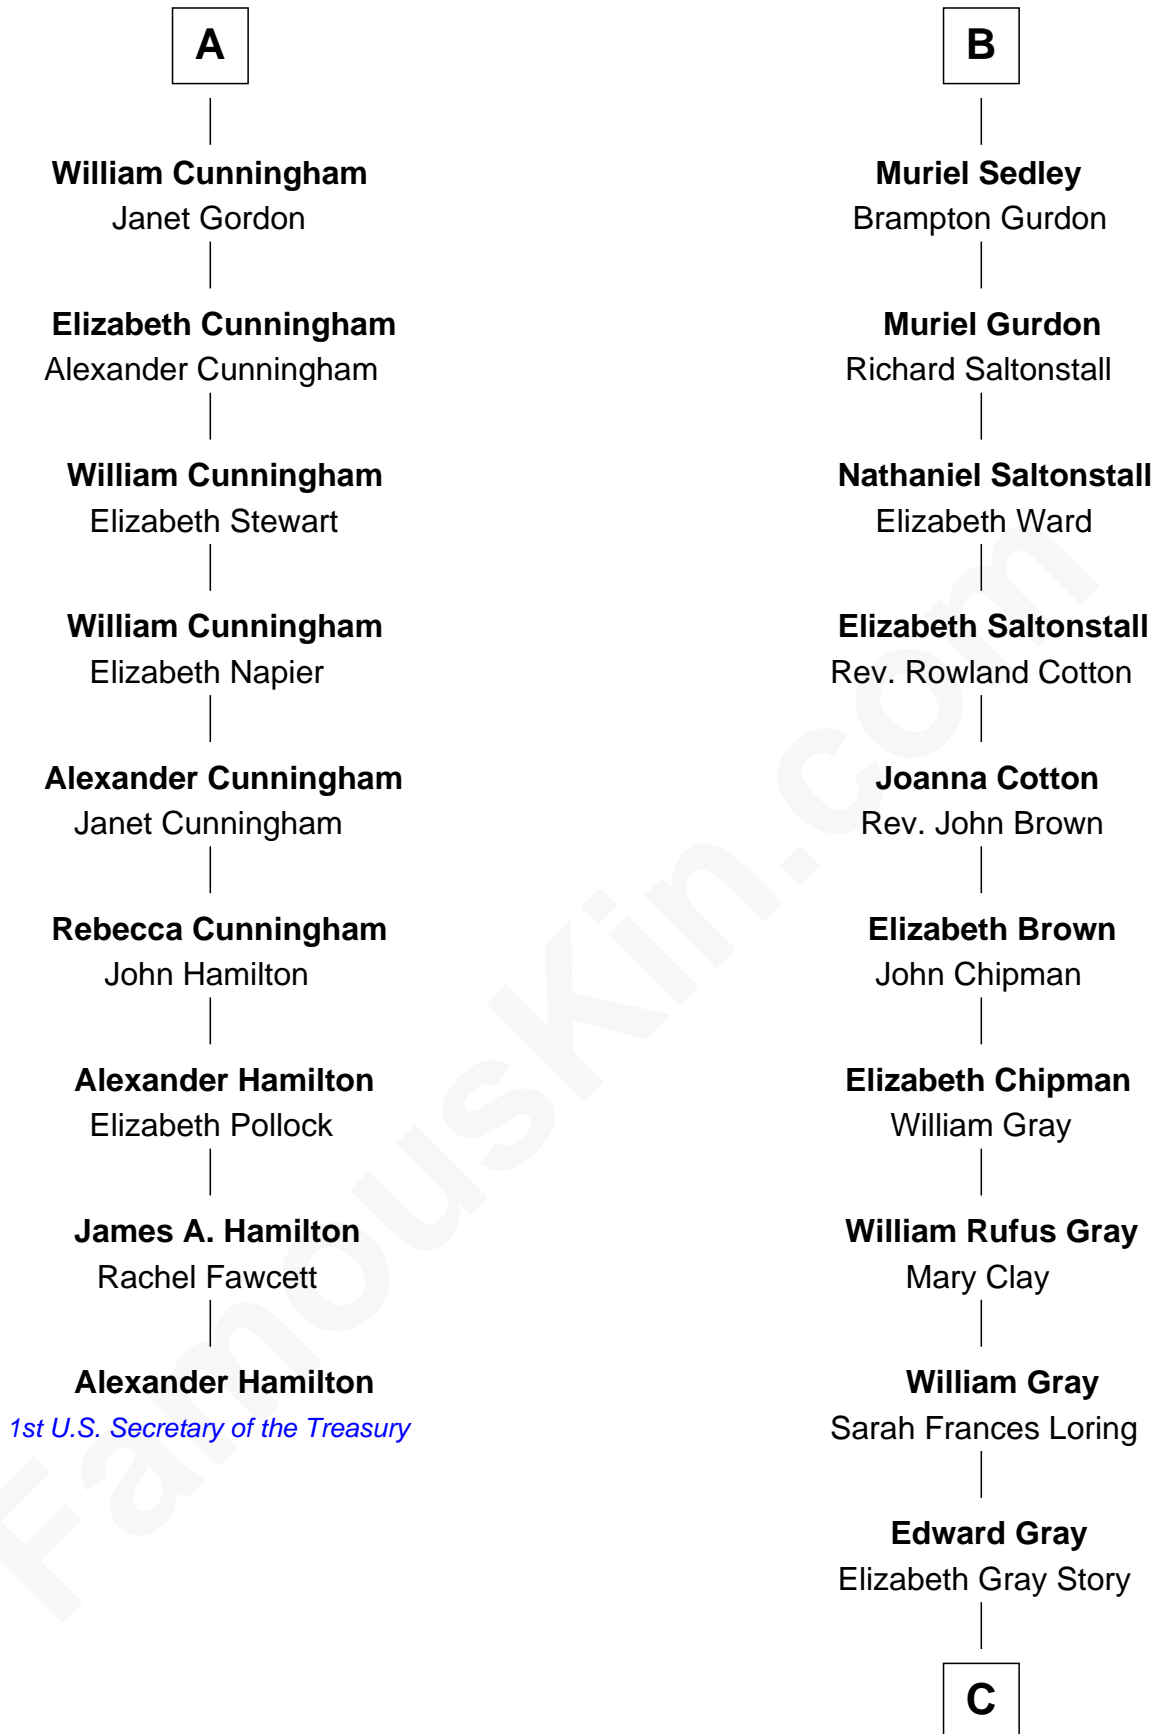 A
William Cunningham
Janet Gordon
Elizabeth Cunningham
Alexander Cunningham
William Cunningham
Elizabeth Stewart
William Cunningham
Elizabeth Napier
Alexander Cunningham
Janet Cunningham
Rebecca Cunningham
John Hamilton
Alexander Hamilton
Elizabeth Pollock
James A. Hamilton
Rachel Fawcett
Alexander Hamilton
1st U.S. Secretary of the Treasury
B
Muriel Sedley
Brampton Gurdon
Muriel Gurdon
Richard Saltonstall
Nathaniel Saltonstall
Elizabeth Ward
Elizabeth Saltonstall
Rev. Rowland Cotton
Joanna Cotton
Rev. John Brown
Elizabeth Brown
John Chipman
Elizabeth Chipman
William Gray
William Rufus Gray
Mary Clay
William Gray
Sarah Frances Loring
Edward Gray
Elizabeth Gray Story
C
FamousKin.com